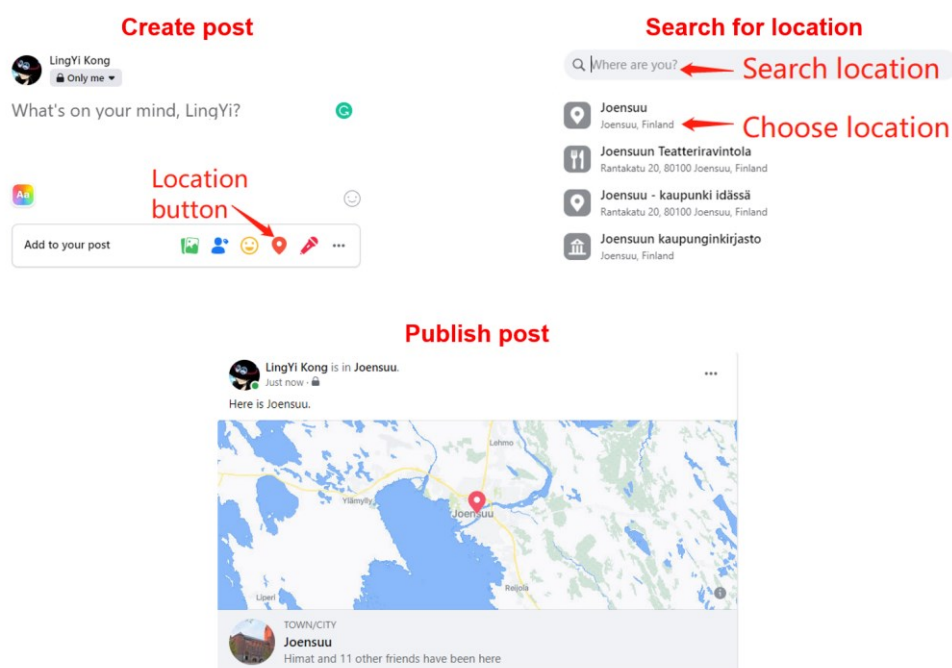 Create post
LingYi Kong
Only me
What's on your mind, LingYi?
G
Aa
Location
button
Add to your post
Search for location
Where are you?
Search location
Joensuu
Joensuu, Finland
Choose location
Joensuun Teatteriravintola
Rantakatu 20, 80100 Joensuu, Finland
Joensuu - kaupunki idässä
Rantakatu 20, 80100 Joensuu, Finland
Joensuun kaupunginkirjasto
Joensuu, Finland
Publish post
LingYi Kong is in Joensuu.
Just now ·
Here is Joensuu.
Lehmo
Ylämylly
Joensuu
Reijola
Liperi
TOWN/CITY
Joensuu
Himat and 11 other friends have been here